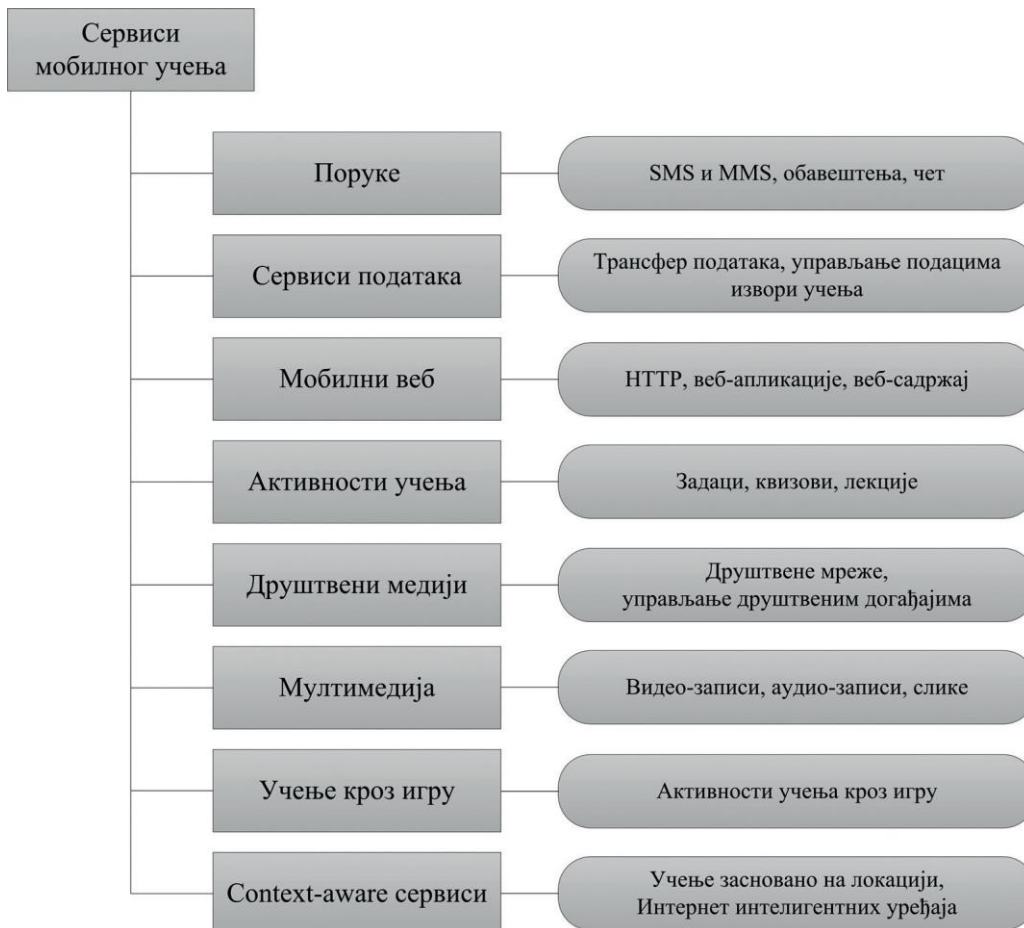 Сервиси
мобилног учења
Поруке
SMS и MMS, обавештења, чет
Сервиси података
Трансфер података, управљање подацима
извори учења
Мобилни веб
HTTP, веб-апликације, веб-садржај
Активности учења
Задаци, квизови, лекције
Друштвени медији
Друштвене мреже,
управљање друштвеним догађајима
Мултимедија
Видео-записи, аудио-записи, слике
Учење кроз игру
Активности учења кроз игру
Context-aware сервиси
Учење засновано на локацији,
Интернет интелигентних уређаја